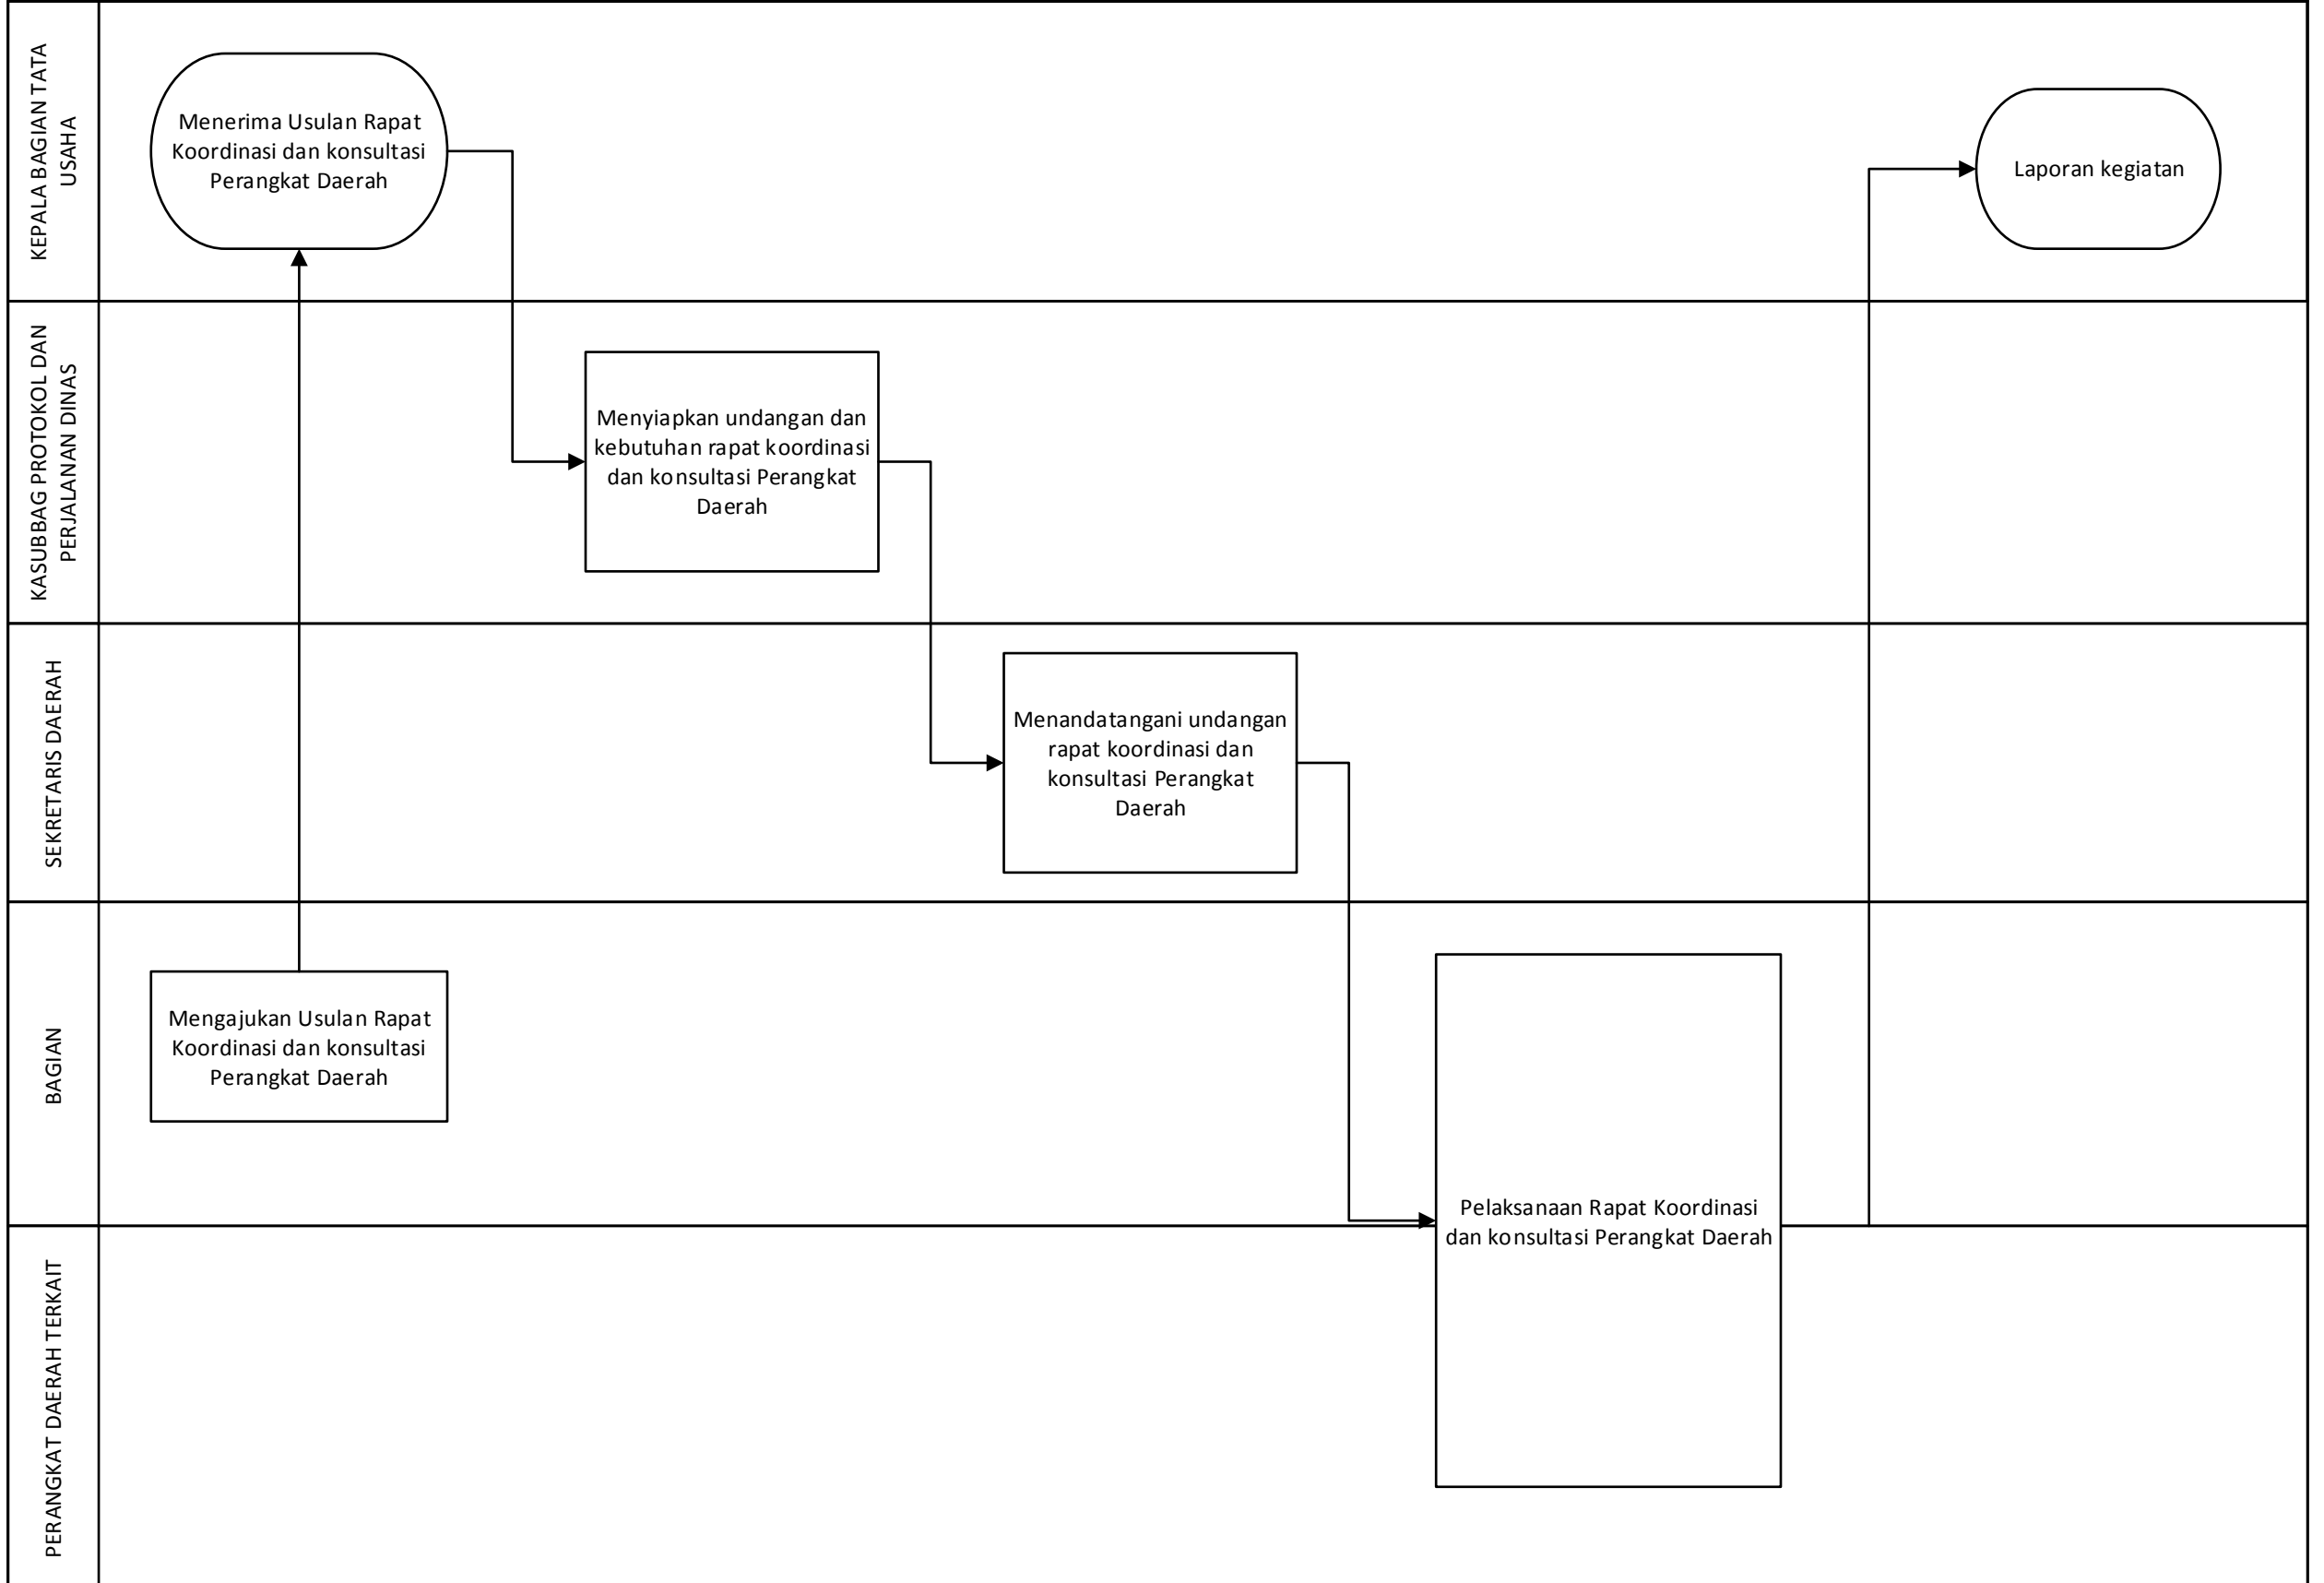 KEPALA BAGIAN TATA
USAHA
Menerima Usulan Rapat
Koordinasi dan konsultasi
Perangkat Daerah
Laporan kegiatan
KASUBBAG PROTOKOL DAN
PERJALANAN DINAS
Menyiapkan undangan dan
kebutuhan rapat koordinasi
dan konsultasi Perangkat
Daerah
SEKRETARIS DAERAH
Menandatangani undangan
rapat koordinasi dan
konsultasi Perangkat
Daerah
BAGIAN
Mengajukan Usulan Rapat
Koordinasi dan konsultasi
Perangkat Daerah
Pelaksanaan Rapat Koordinasi
dan konsultasi Perangkat Daerah
PERANGKAT DAERAH TERKAIT